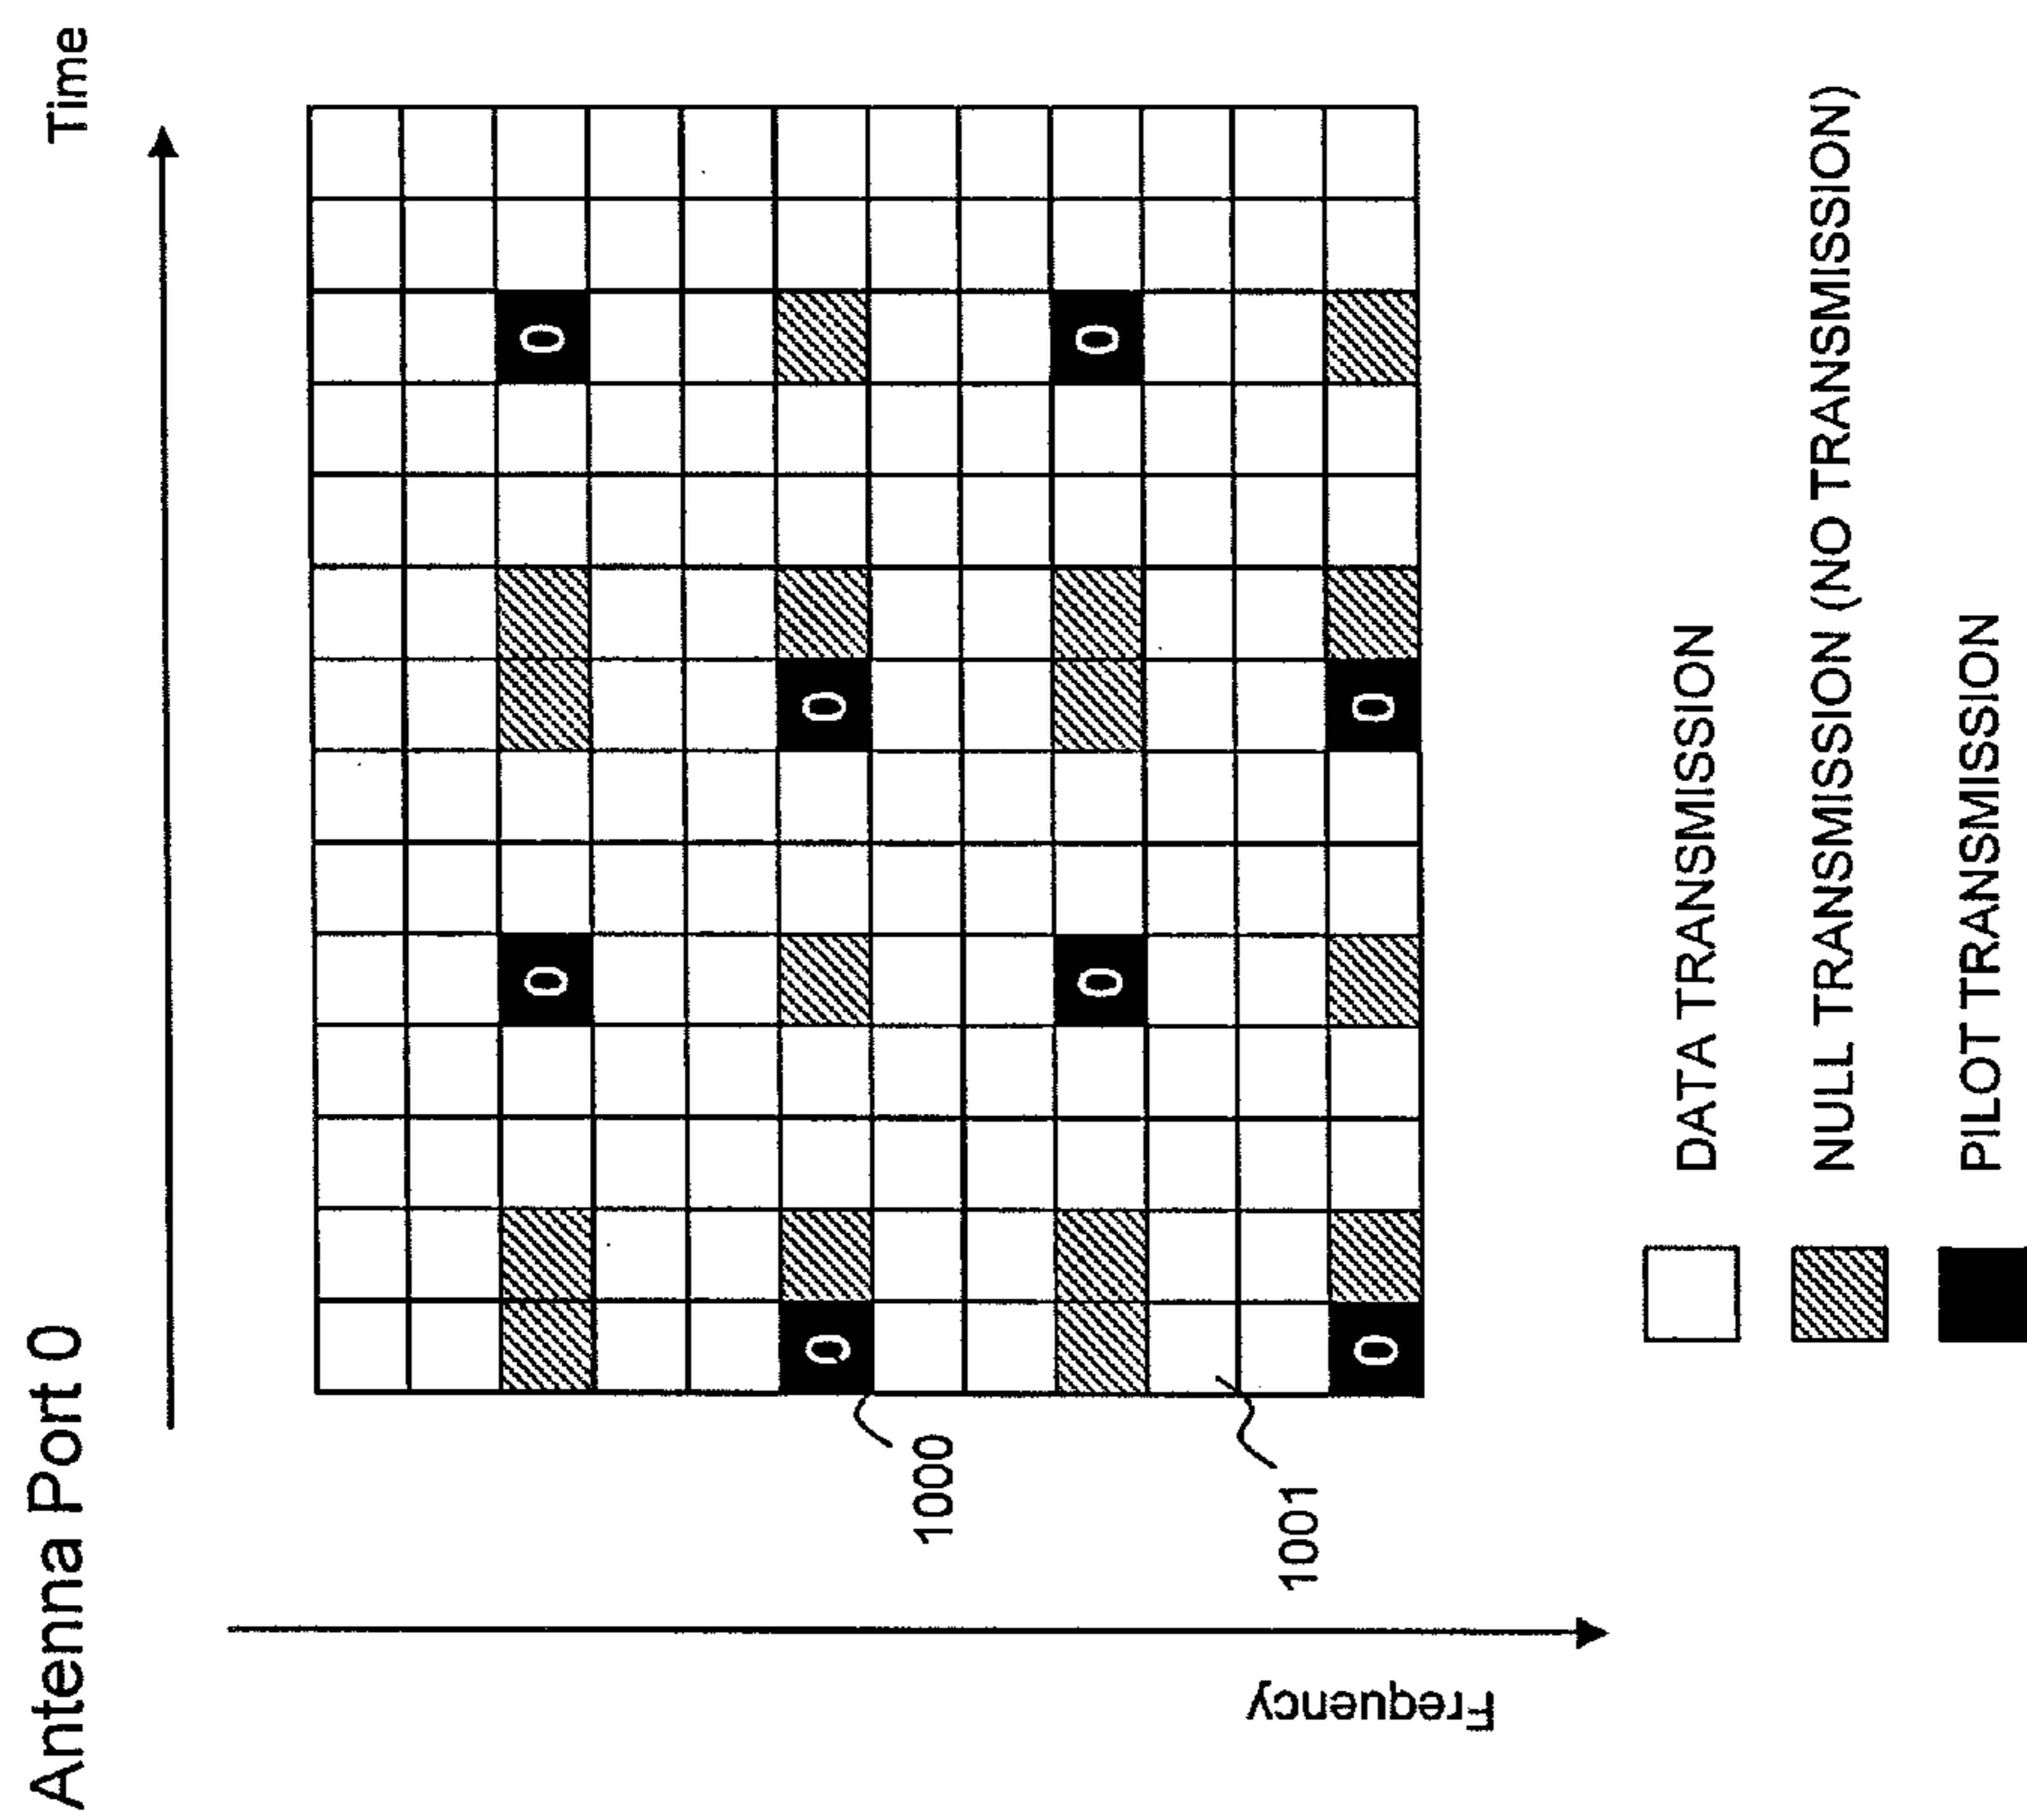 Antenna Port 0
Time
0 0
0 0
1000
0 0
1001
0 0
Frequency
DATA TRANSMISSION
NULL TRANSMISSION (NO TRANSMISSION)
PILOT TRANSMISSION